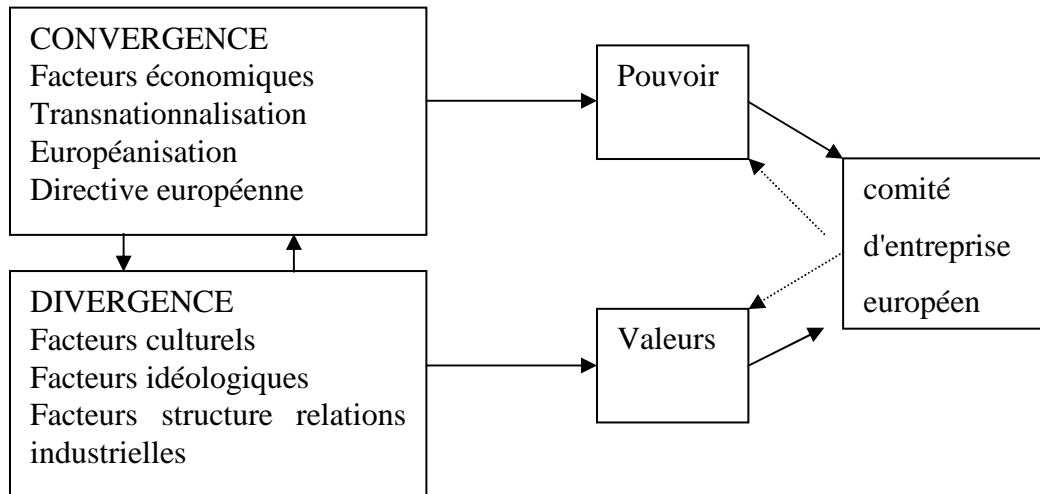 CONVERGENCE
Facteurs économiques
Transnationnalisation
Européanisation
Directive européenne
DIVERGENCE
Facteurs culturels
Facteurs idéologiques
Facteurs structure relations
industrielles
Pouvoir
Valeurs
comité
d'entreprise
européen